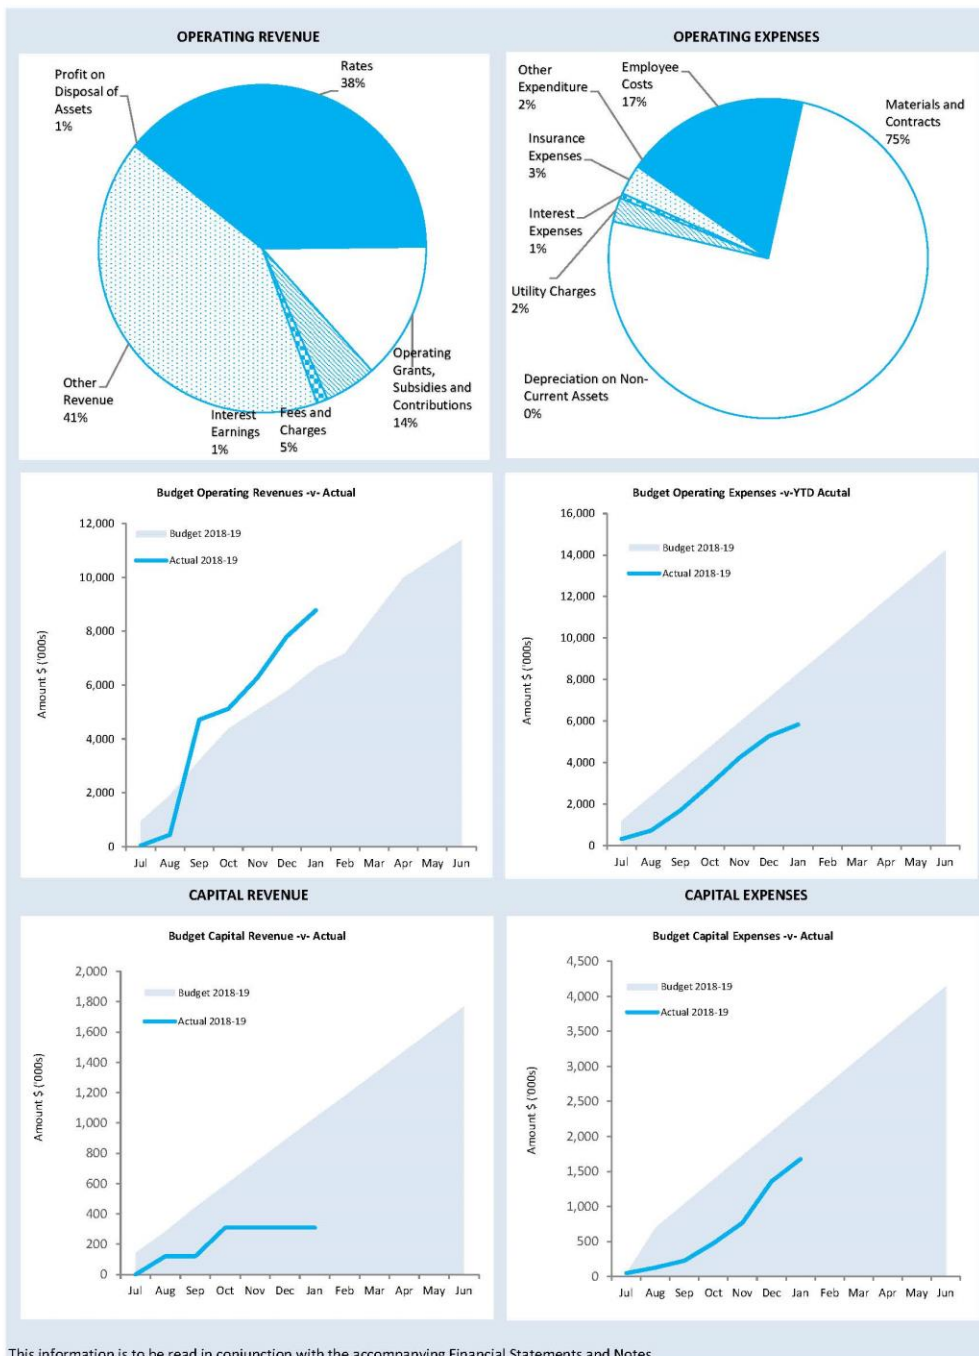 OPERATING REVENUE
Profit on
Disposal of
Assets
1%
Rates
38%
Other
Revenue
41%
Interest
Earnings
1%
Fees and
Charges
5%
Operating
Grants,
Subsidies and
Contributions
14%
OPERATING EXPENSES
Other
Expenditure
2%
Employee
Costs
17%
Materials and
Contracts
75%
Insurance
Expenses
3%
Interest
Expenses
1%
Utility Charges
2%
Depreciation on Non-
Current Assets
0%
Budget Operating Revenues -v- Actual
Budget 2018-19
Actual 2018-19
Amount $ ('000s)
12,000
10,000
8,000
6,000
4,000
2,000
0
Jul Aug Sep Oct Nov Dec Jan Feb Mar Apr May Jun
Budget Operating Expenses -v-YTD Acutal
Budget 2018-19
Actual 2018-19
Amount $ ('000s)
16,000
14,000
12,000
10,000
8,000
6,000
4,000
2,000
0
Jul Aug Sep Oct Nov Dec Jan Feb Mar Apr May Jun
CAPITAL REVENUE
Budget Capital Revenue -v- Actual
Budget 2018-19
Actual 2018-19
Amount $ ('000s)
2,000
1,800
1,600
1,400
1,200
1,000
800
600
400
200
0
Jul Aug Sep Oct Nov Dec Jan Feb Mar Apr May Jun
CAPITAL EXPENSES
Budget Capital Expenses -v- Actual
Budget 2018-19
Actual 2018-19
Amount $ ('000s)
4,500
4,000
3,500
3,000
2,500
2,000
1,500
1,000
500
0
Jul Aug Sep Oct Nov Dec Jan Feb Mar Apr May Jun
This information is to be read in conjunction with the accompanying Financial Statements and Notes